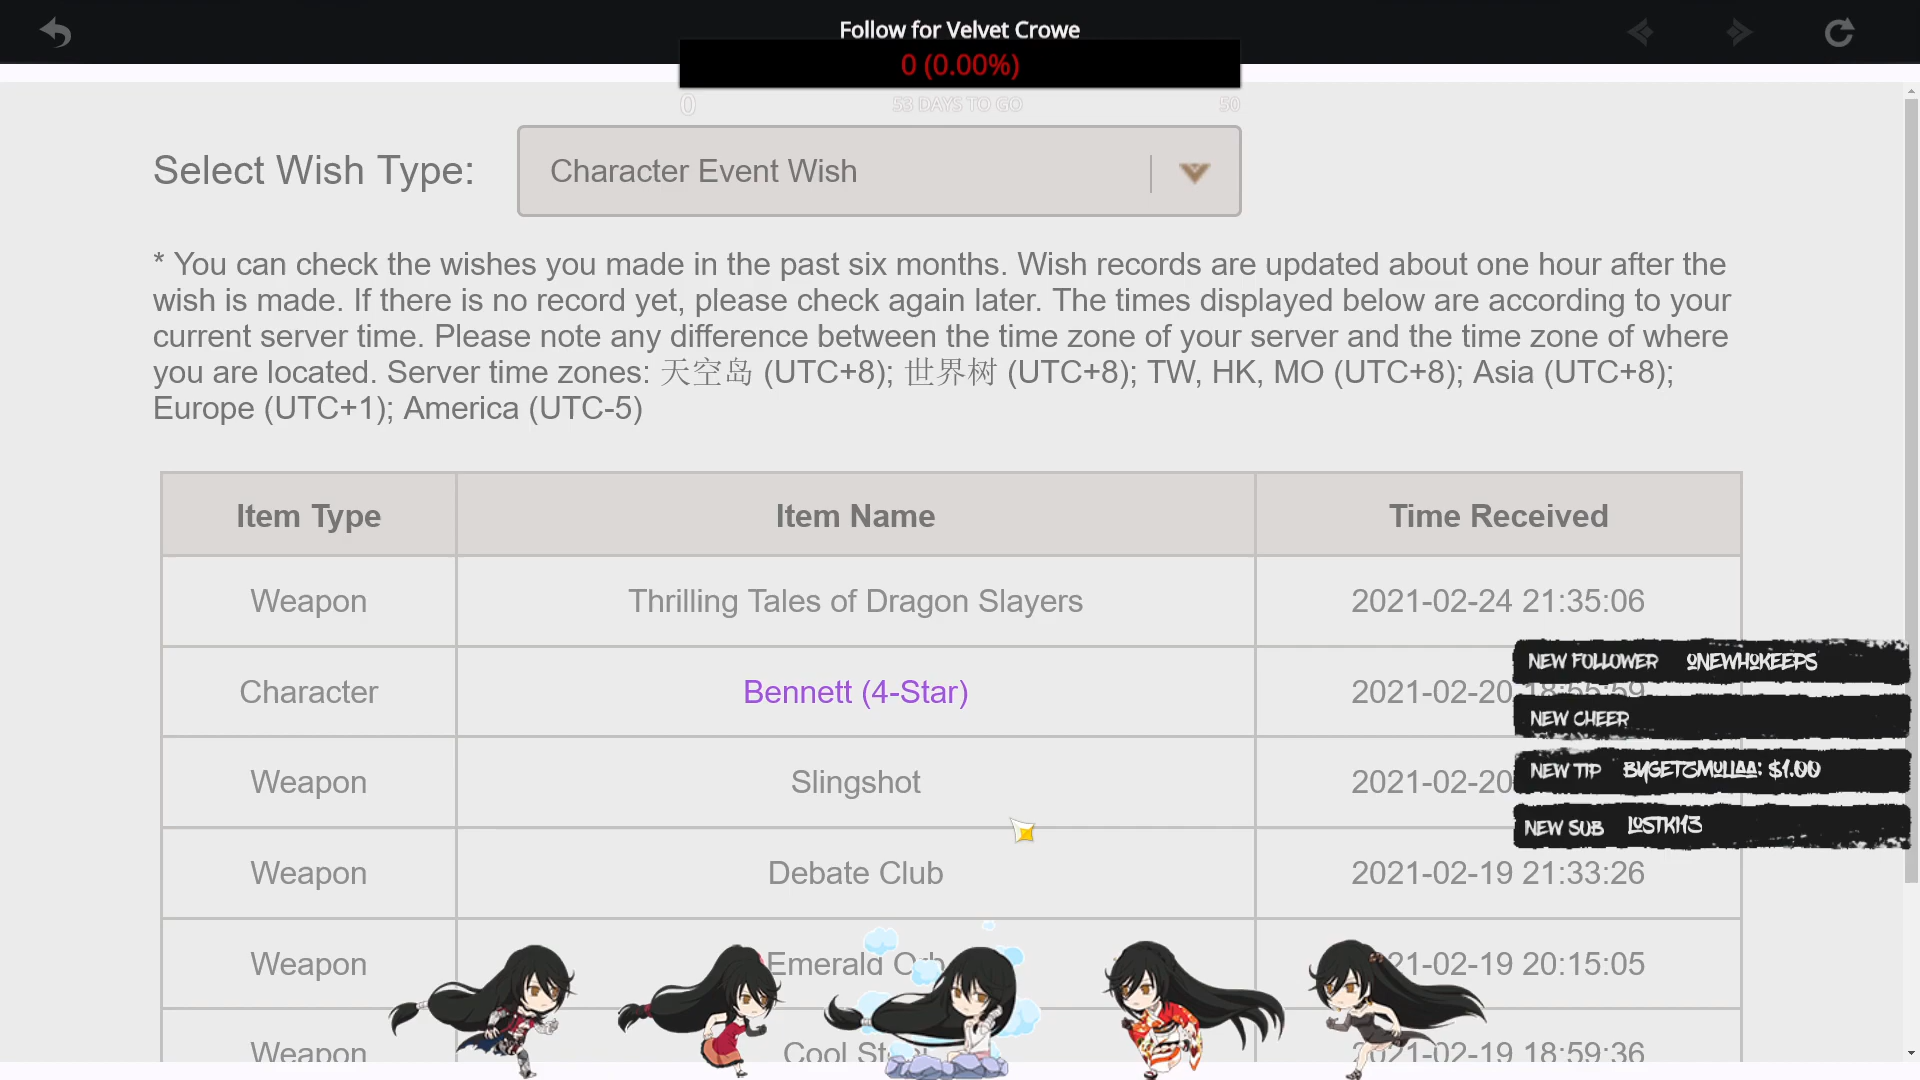 Follow for Velvet Crowe
0 (0.00%)
0 53 DAYS TO GO 50
Select Wish Type: Character Event Wish
* You can check the wishes you made in the past six months. Wish records are updated about one hour after the
wish is made. If there is no record yet, please check again later. The times displayed below are according to your
current server time. Please note any difference between the time zone of your server and the time zone of where
you are located. Server time zones: 天空岛 (UTC+8); 世界树 (UTC+8); TW, HK, MO (UTC+8); Asia (UTC+8);
Europe (UTC+1); America (UTC-5)
Item Type Item Name Time Received
Weapon Thrilling Tales of Dragon Slayers 2021-02-24 21:35:06
NEW FOLLOWER ONEWHOKEEPS
Character Bennett (4-Star) 2021-02-20 18:55:59
NEW CHEER
Weapon Slingshot 2021-02-20
NEW TIP BYGETZMULLAA: $1.00
NEW SUB LOSTKI13
Weapon Debate Club 2021-02-19 21:33:26
Weapon Emerald Orb 2021-02-19 20:15:05
Weapon Cool Steel 2021-02-19 18:59:36